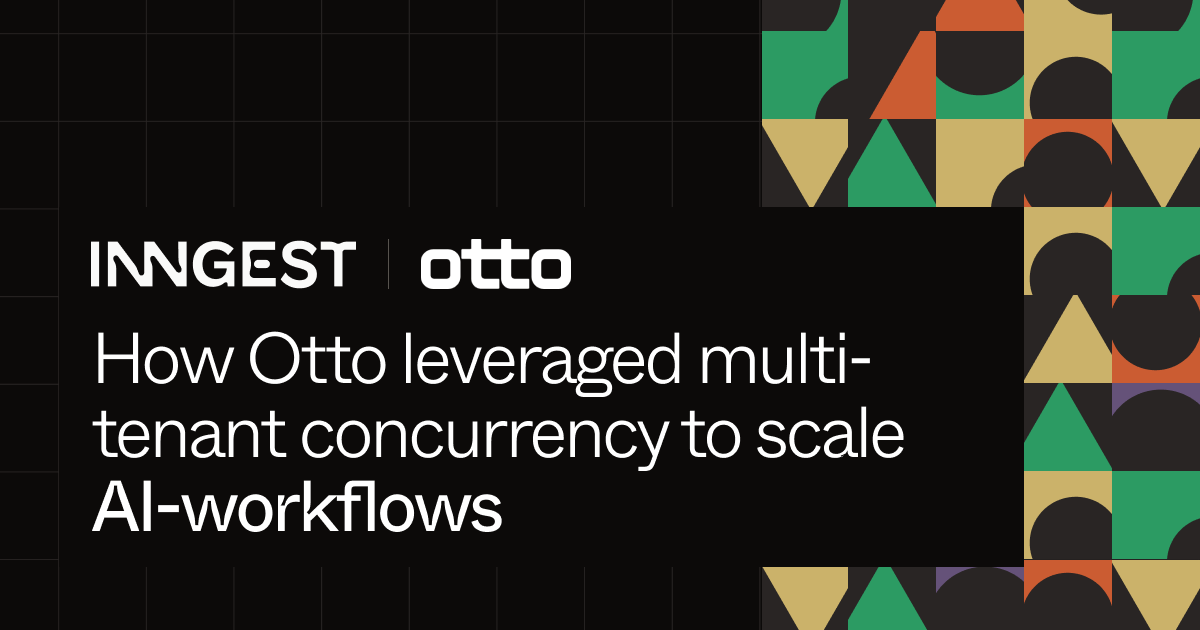 INNGEST | otto
How Otto leveraged multi-
tenant concurrency to scale
AI-workflows